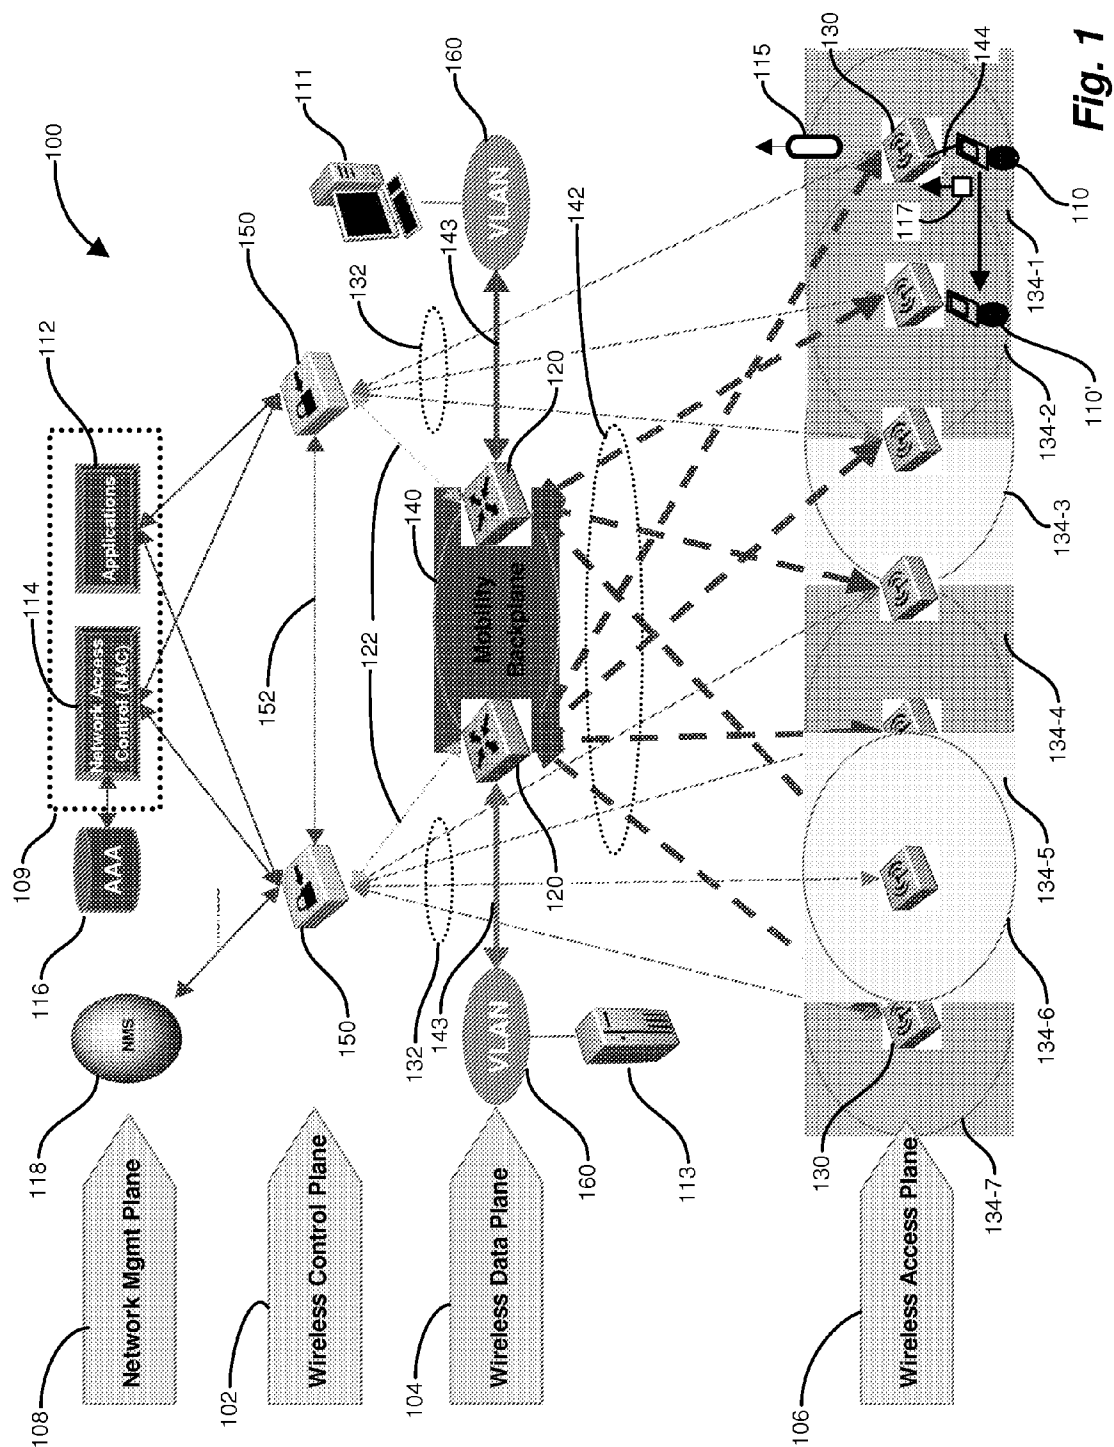 100
109
114
112
116
118
AAA
Network Access
Control (NAC)
Applications
NMS
108
Network Mgmt Plane
150
150
152
111
102
Wireless Control Plane
122
132
132
143
143
140
120
120
160
160
VLAN
VLAN
Mobility
Backplane
113
104
Wireless Data Plane
142
115
130
130
144
117
110
110'
134-1
134-2
134-3
134-4
134-5
134-6
134-7
106
Wireless Access Plane
Fig. 1